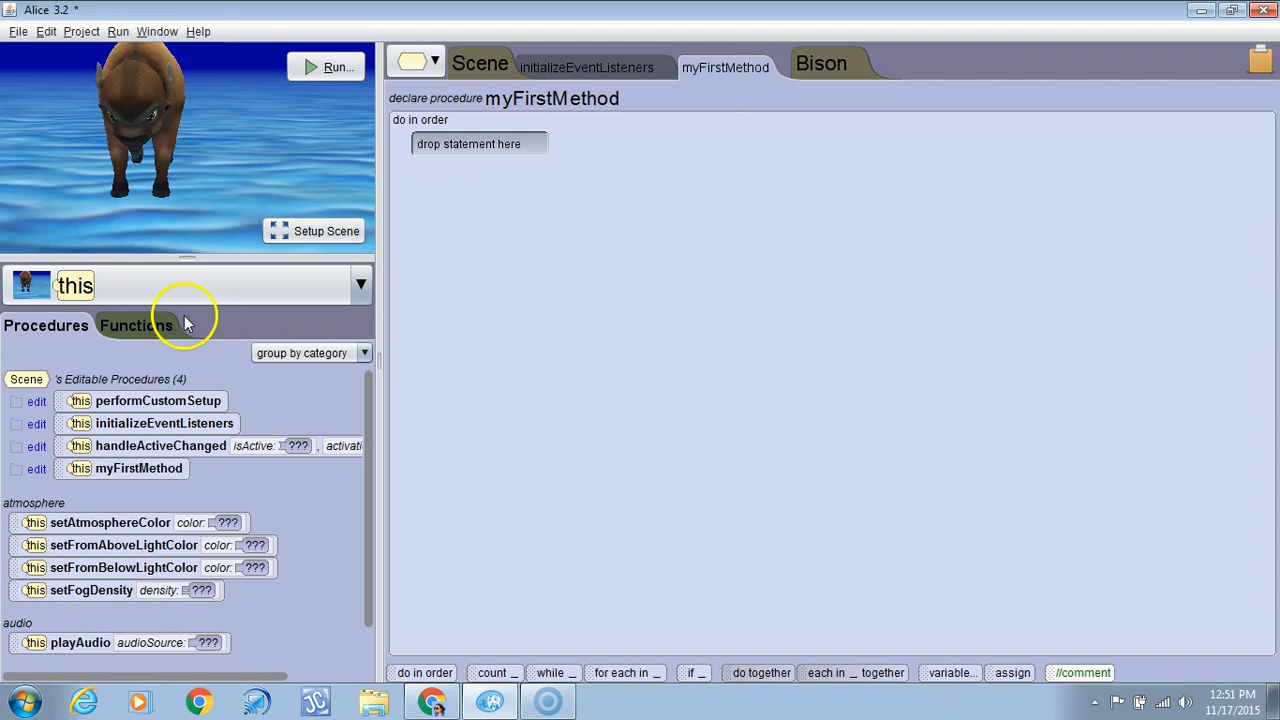 Alice 3.2 *
File Edit Project Run Window Help
Run...
Setup Scene
Scene initializeEventListeners myFirstMethod Bison
declare procedure myFirstMethod
do in order
drop statement here
this
Procedures Functions
group by category
Scene 's Editable Procedures (4)
edit this performCustomSetup
edit this initializeEventListeners
edit this handleActiveChanged isActive: ??? , activati
edit this myFirstMethod
atmosphere
this setAtmosphereColor color: ???
this setFromAboveLightColor color: ???
this setFromBelowLightColor color: ???
this setFogDensity density: ???
audio
this playAudio audioSource: ???
do in order count _ while _ for each in _ if _ do together each in _ together variable... assign //comment
JC
12:51 PM
11/17/2015